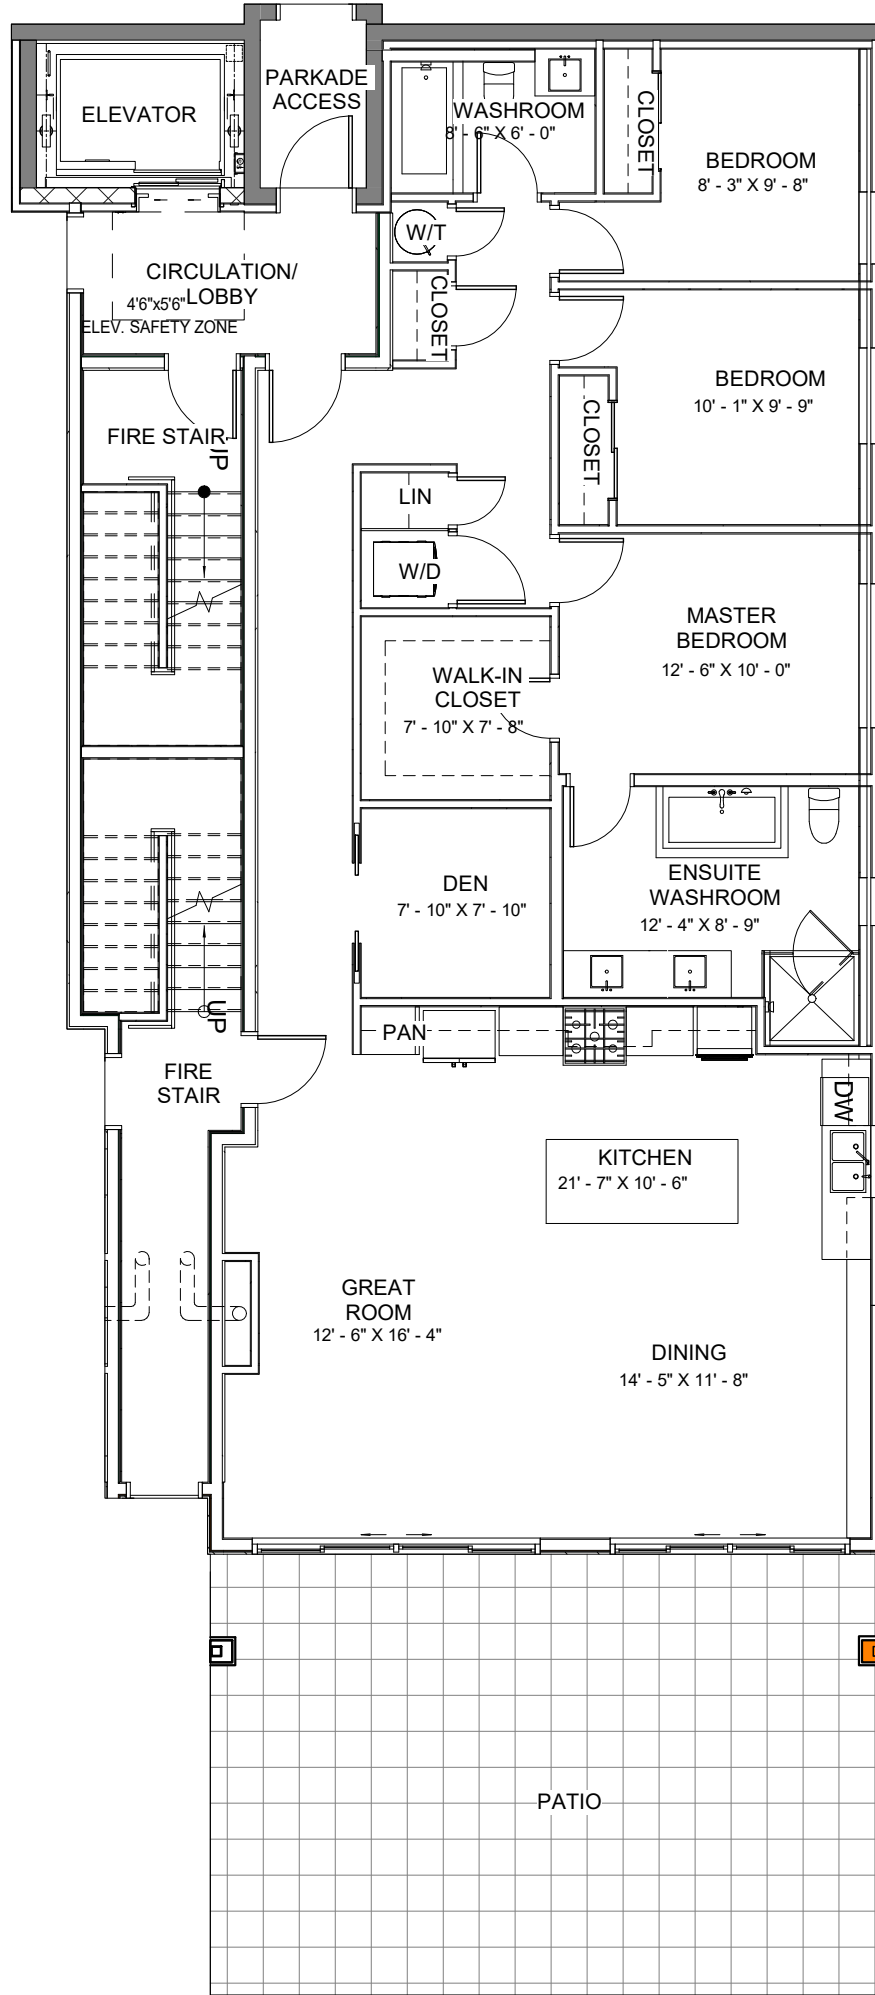 PARKADE
ACCESS
ELEVATOR
WASHROOM
8' - 6" X 6' - 0"
CLOSET
BEDROOM
8' - 3" X 9' - 8"
W/T
CIRCULATION/
LOBBY
4'6"x5'6"
ELEV. SAFETY ZONE
CLOSET
BEDROOM
10' - 1" X 9' - 9"
CLOSET
FIRE STAIR
UP
LIN
W/D
MASTER
BEDROOM
12' - 6" X 10' - 0"
WALK-IN
CLOSET
7' - 10" X 7' - 8"
DEN
7' - 10" X 7' - 10"
ENSUITE
WASHROOM
12' - 4" X 8' - 9"
UP
PAN
FIRE
STAIR
DW
KITCHEN
21' - 7" X 10' - 6"
GREAT
ROOM
12' - 6" X 16' - 4"
DINING
14' - 5" X 11' - 8"
PATIO